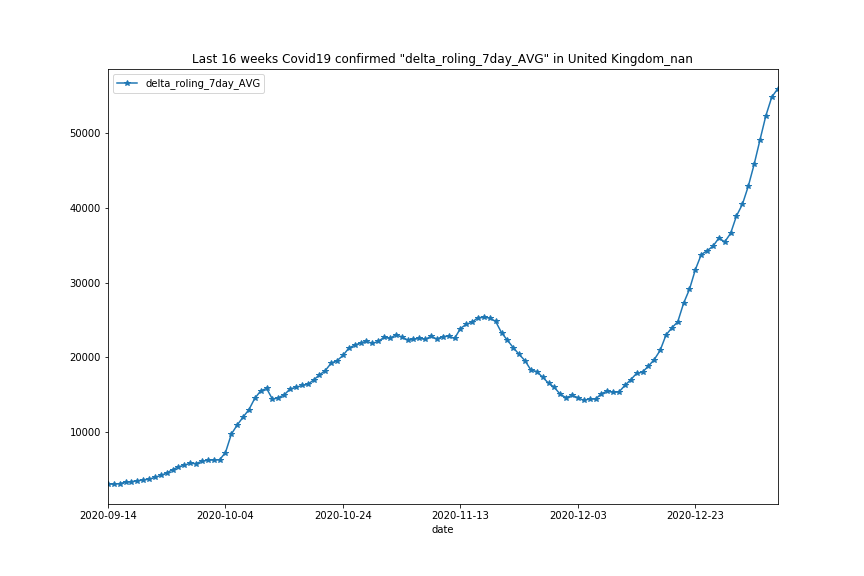 Last 16 weeks Covid19 confirmed "delta_roling_7day_AVG" in United Kingdom_nan
delta_roling_7day_AVG
50000
40000
30000
20000
10000
2020-09-14 2020-10-04 2020-10-24 2020-11-13 2020-12-03 2020-12-23
date